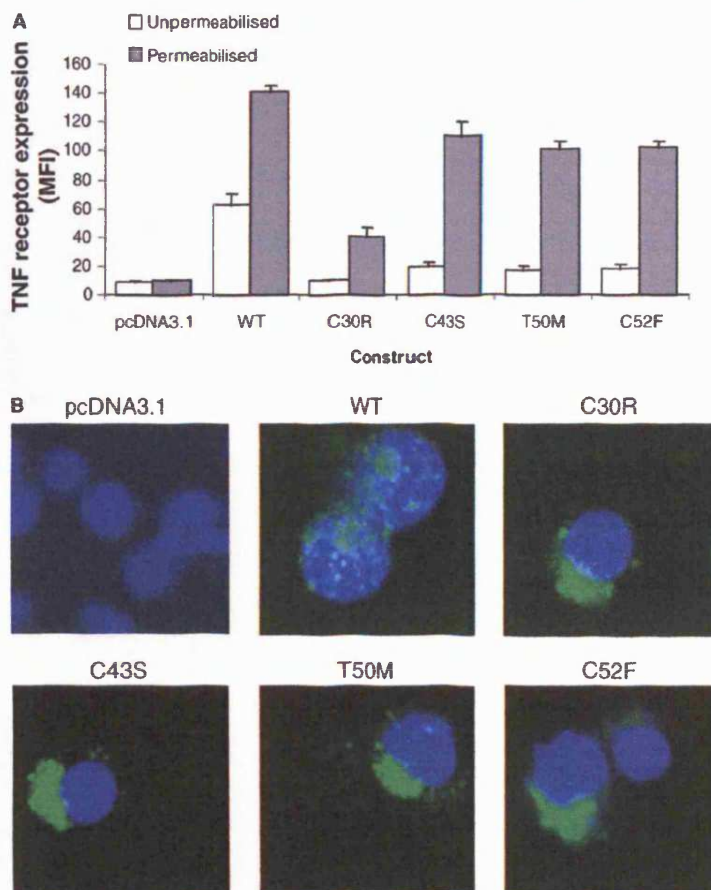 A
Unpermeabilised
Permeabilised
TNF receptor expression
(MFI)
160
140
120
100
80
60
40
20
0
pcDNA3.1 WT C30R C43S T50M C52F
Construct
B
pcDNA3.1 WT C30R
C43S T50M C52F